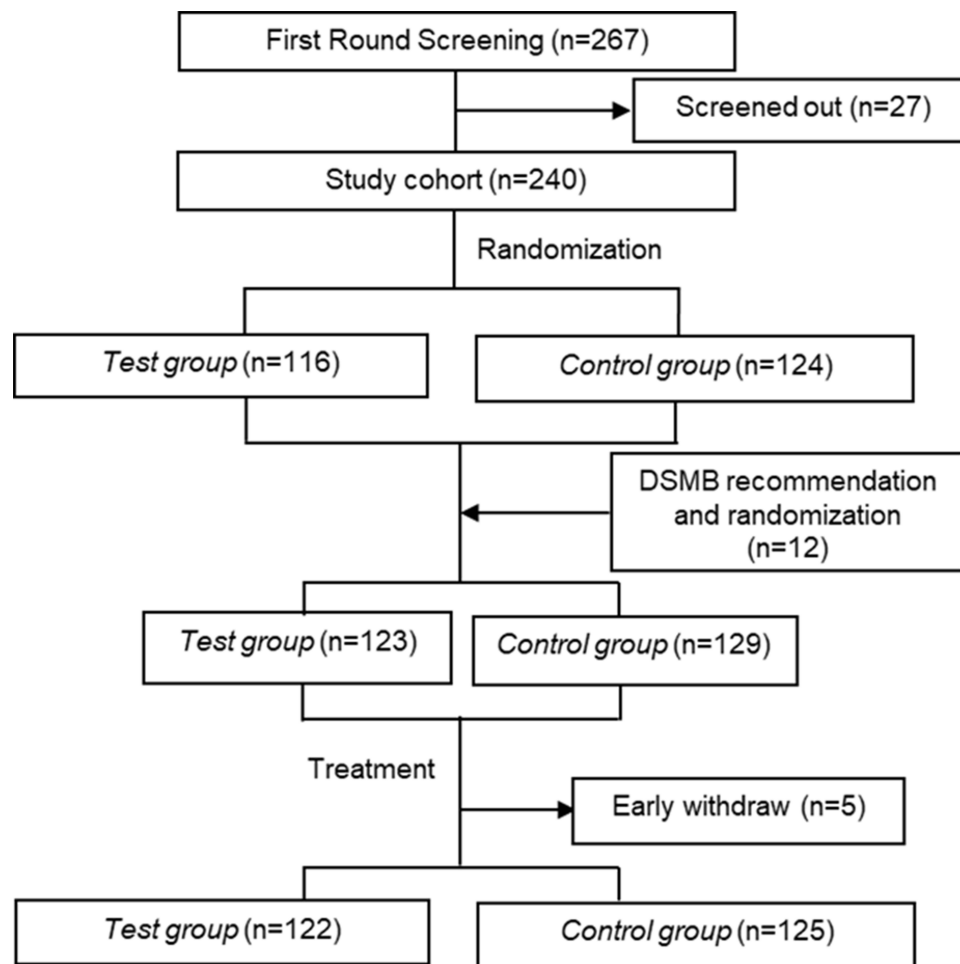 First Round Screening (n=267)
Screened out (n=27)
Study cohort (n=240)
Randomization
Test group (n=116)
Control group (n=124)
DSMB recommendation
and randomization
(n=12)
Test group (n=123)
Control group (n=129)
Treatment
Early withdraw (n=5)
Test group (n=122)
Control group (n=125)